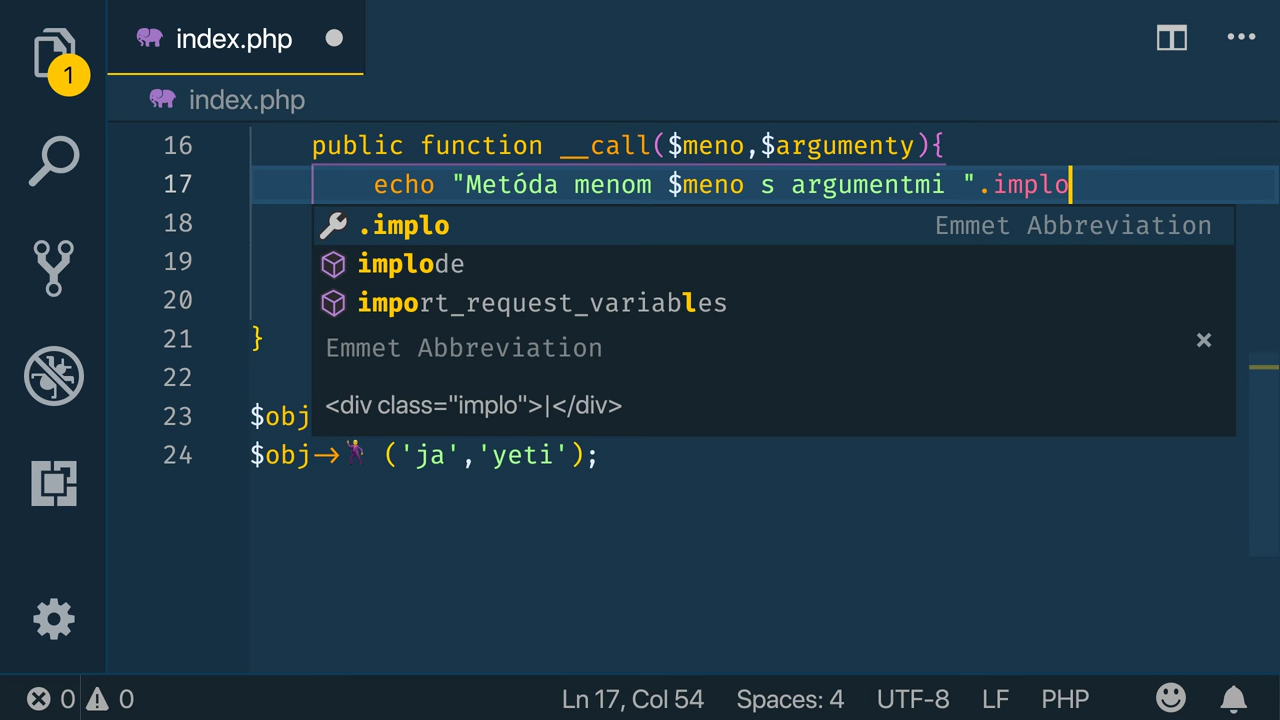 index.php
1
index.php
16 public function __call($meno,$argumenty){
17 echo "Metóda menom $meno s argumentmi ".implo
18 .implo Emmet Abbreviation
19 implode
20 import_request_variables
21 } Emmet Abbreviation ×
22
<div class="implo">|</div>
23 $obj
24 $obj->🕺 ('ja','yeti');
0 0 Ln 17, Col 54 Spaces: 4 UTF-8 LF PHP